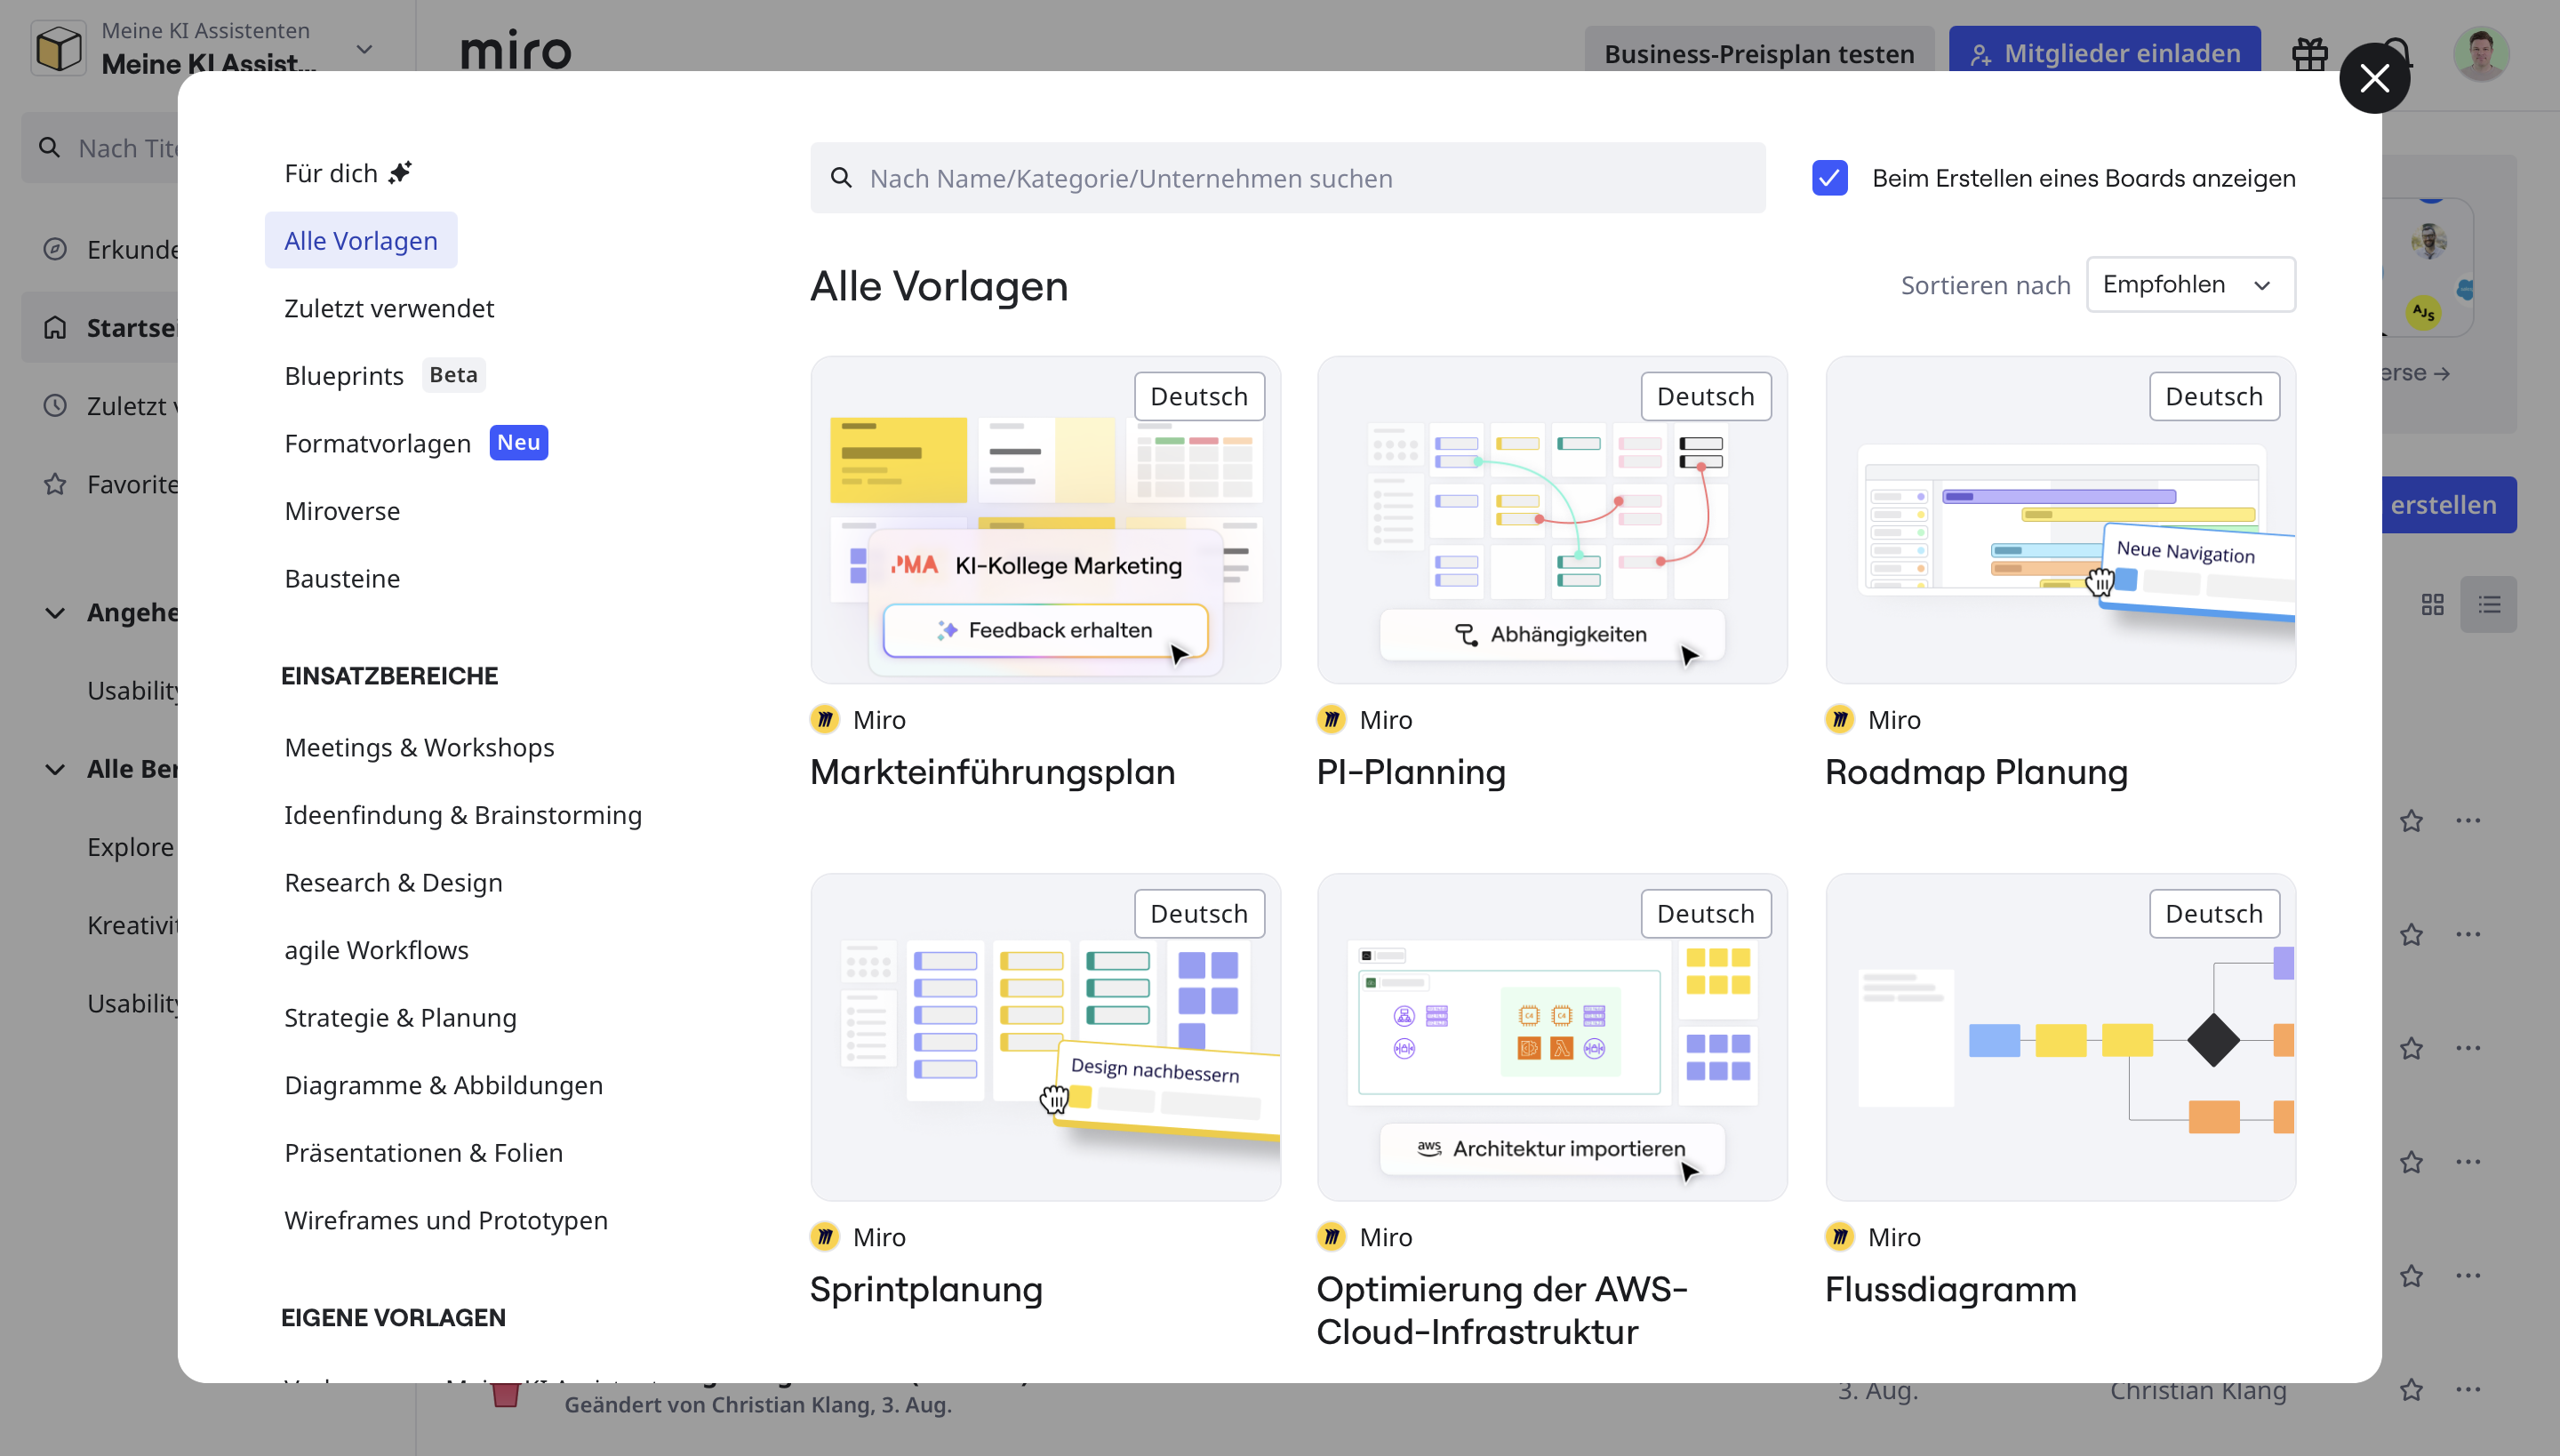 Meine KI Assistenten
Meine KI Assist...
miro
Business-Preisplan testen
Mitglieder einladen
Nach Tit
Erkunde
Startsei
Zuletzt v
Favorite
Angehe
Usability
Alle Ber
Explore
Kreativit
Usability
Für dich
Alle Vorlagen
Zuletzt verwendet
Blueprints Beta
Formatvorlagen Neu
Miroverse
Bausteine
EINSATZBEREICHE
Meetings & Workshops
Ideenfindung & Brainstorming
Research & Design
agile Workflows
Strategie & Planung
Diagramme & Abbildungen
Präsentationen & Folien
Wireframes und Prototypen
EIGENE VORLAGEN
Nach Name/Kategorie/Unternehmen suchen
Beim Erstellen eines Boards anzeigen
Alle Vorlagen
Sortieren nach Empfohlen
Deutsch
MA KI-Kollege Marketing
Feedback erhalten
Miro
Markteinführungsplan
Deutsch
Abhängigkeiten
Miro
PI-Planning
Deutsch
Neue Navigation
Miro
Roadmap Planung
Deutsch
Design nachbessern
Miro
Sprintplanung
Deutsch
aws Architektur importieren
Miro
Optimierung der AWS-
Cloud-Infrastruktur
Deutsch
Miro
Flussdiagramm
AJS
erse →
erstellen
Geändert von Christian Klang, 3. Aug.
3. Aug.
Christian Klang